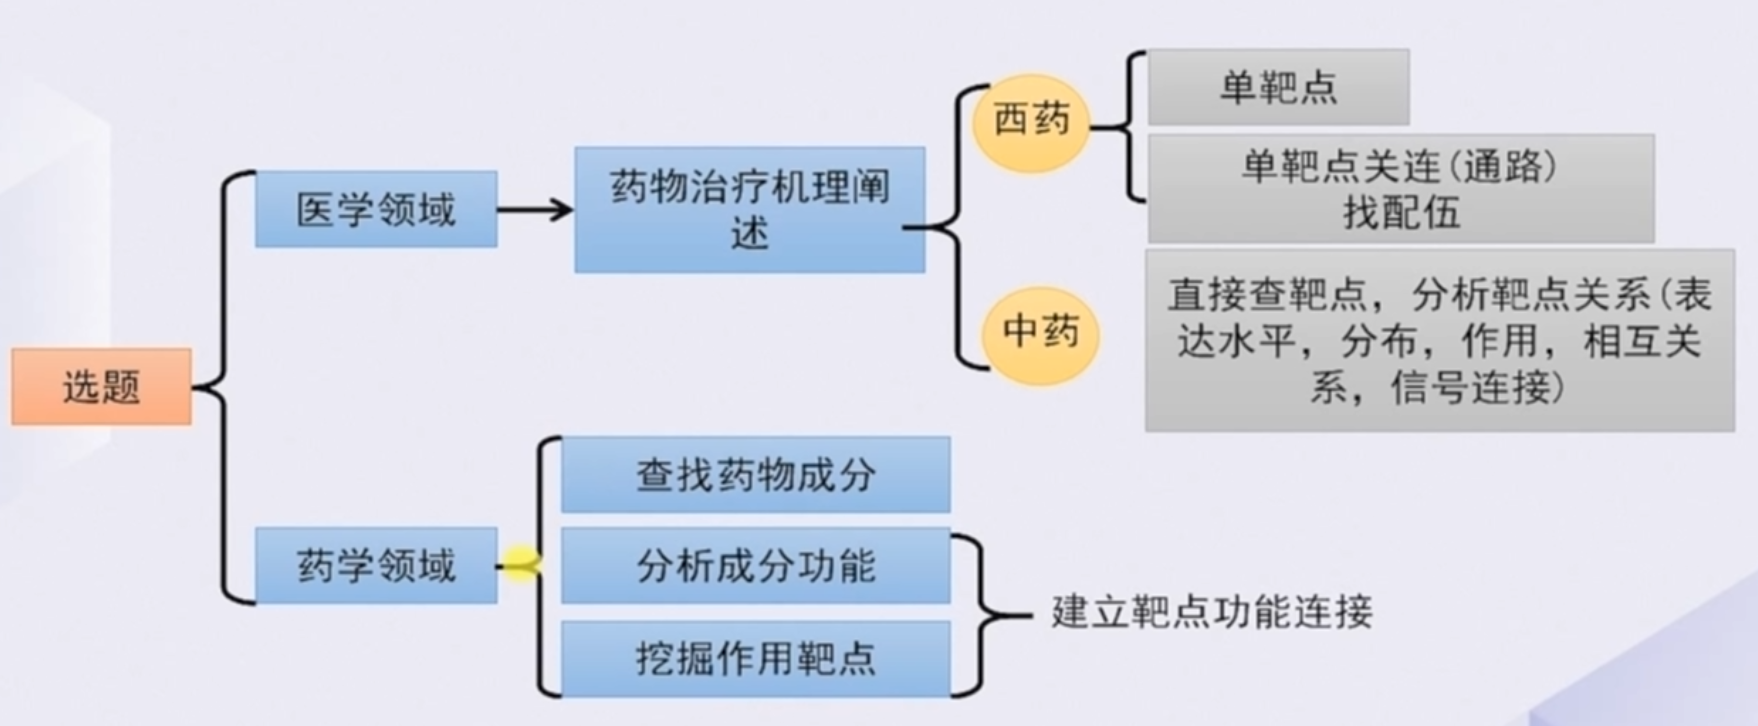 选题
医学领域
药物治疗机理阐
述
西药
单靶点
单靶点关连(通路)
找配伍
中药
直接查靶点，分析靶点关系(表
达水平，分布，作用，相互关
系，信号连接)
药学领域
查找药物成分
分析成分功能
挖掘作用靶点
建立靶点功能连接